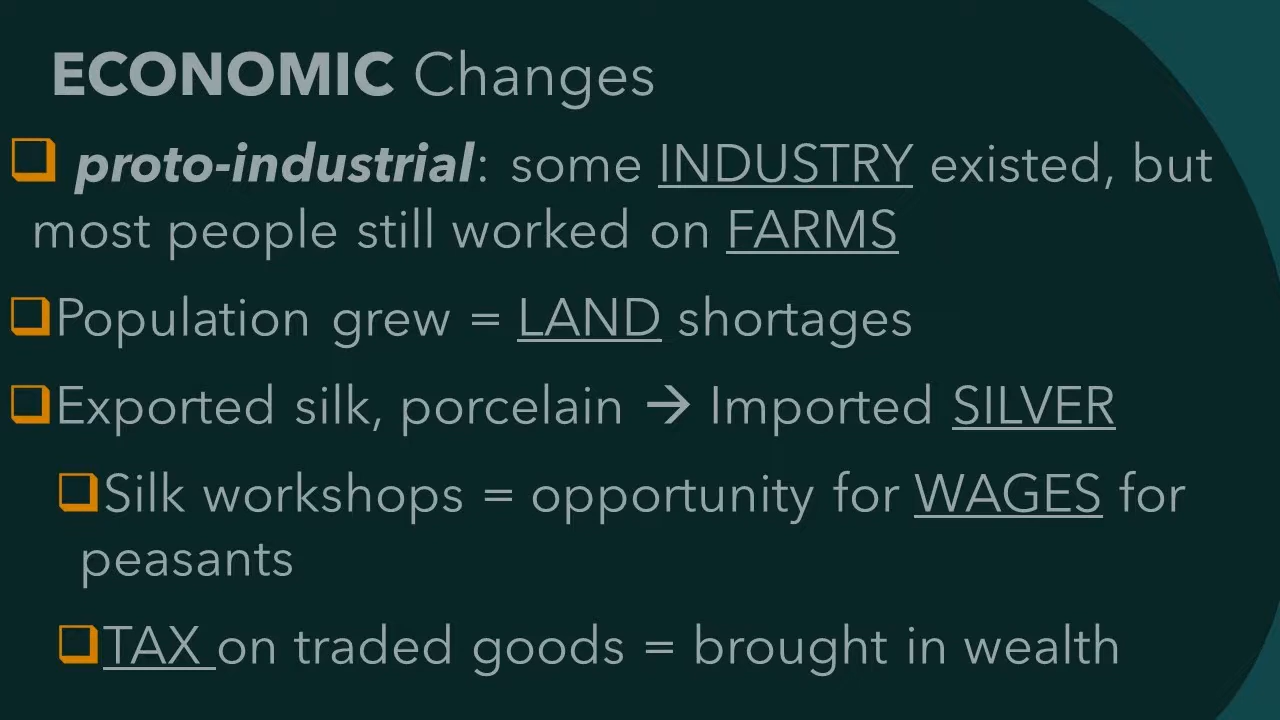 ECONOMIC Changes
proto-industrial: some INDUSTRY existed, but
most people still worked on FARMS
Population grew = LAND shortages
Exported silk, porcelain → Imported SILVER
Silk workshops = opportunity for WAGES for
peasants
TAX on traded goods = brought in wealth